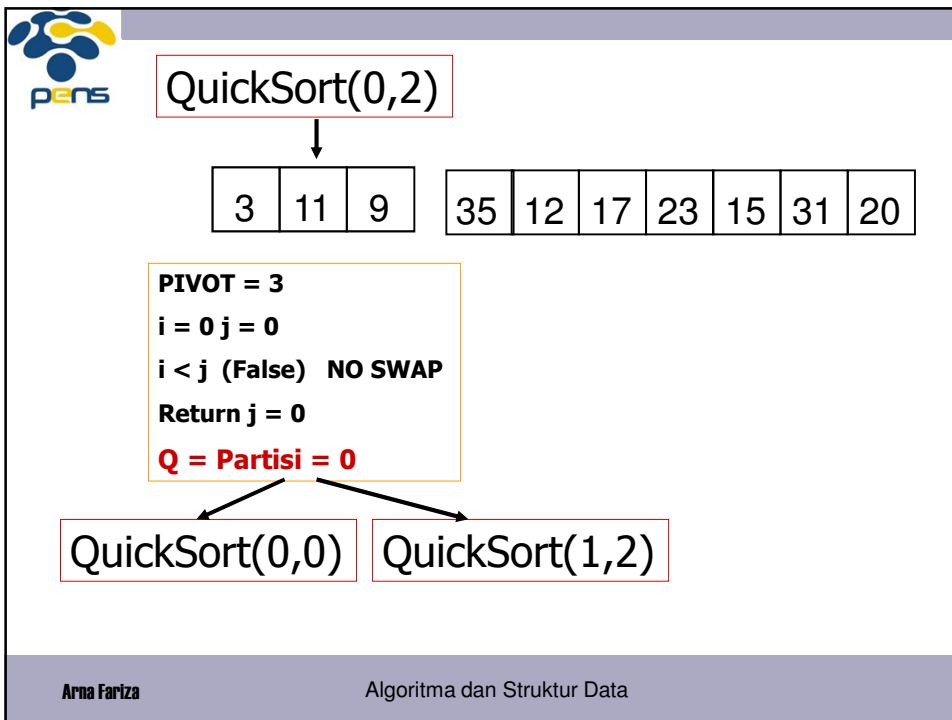 pens
QuickSort(0,2)
3 11 9 35 12 17 23 15 31 20
PIVOT = 3
i = 0 j = 0
i < j (False) NO SWAP
Return j = 0
Q = Partisi = 0
QuickSort(0,0) QuickSort(1,2)
Arna Fariza Algoritma dan Struktur Data